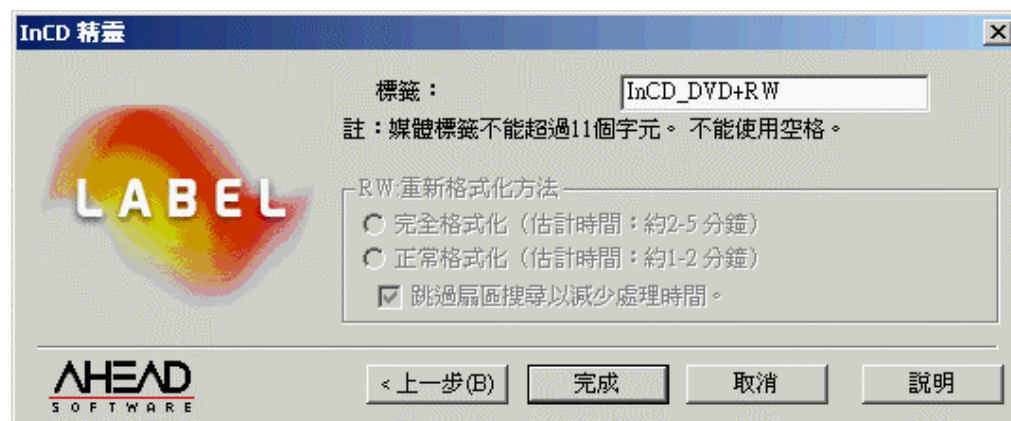 InCD 精靈
LABEL
標籤： InCD_DVD+RW
註：媒體標籤不能超過11個字元。 不能使用空格。
RW:重新格式化方法
完全格式化（估計時間：約2-5 分鐘）
正常格式化（估計時間：約1-2 分鐘）
跳過扇區搜尋以減少處理時間。
AHEAD
SOFTWARE
<上一步(B) 完成 取消 說明